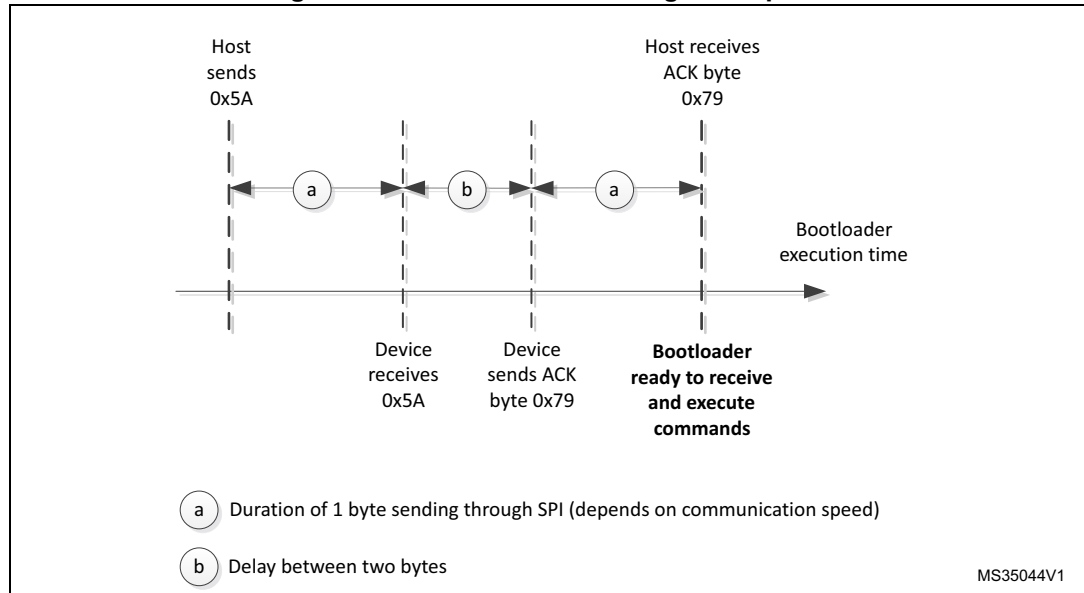 Host
sends
0x5A
Host receives
ACK byte
0x79
a
b
a
Bootloader
execution time
Device
receives
0x5A
Device
sends ACK
byte 0x79
Bootloader
ready to receive
and execute
commands
a Duration of 1 byte sending through SPI (depends on communication speed)
b Delay between two bytes
MS35044V1